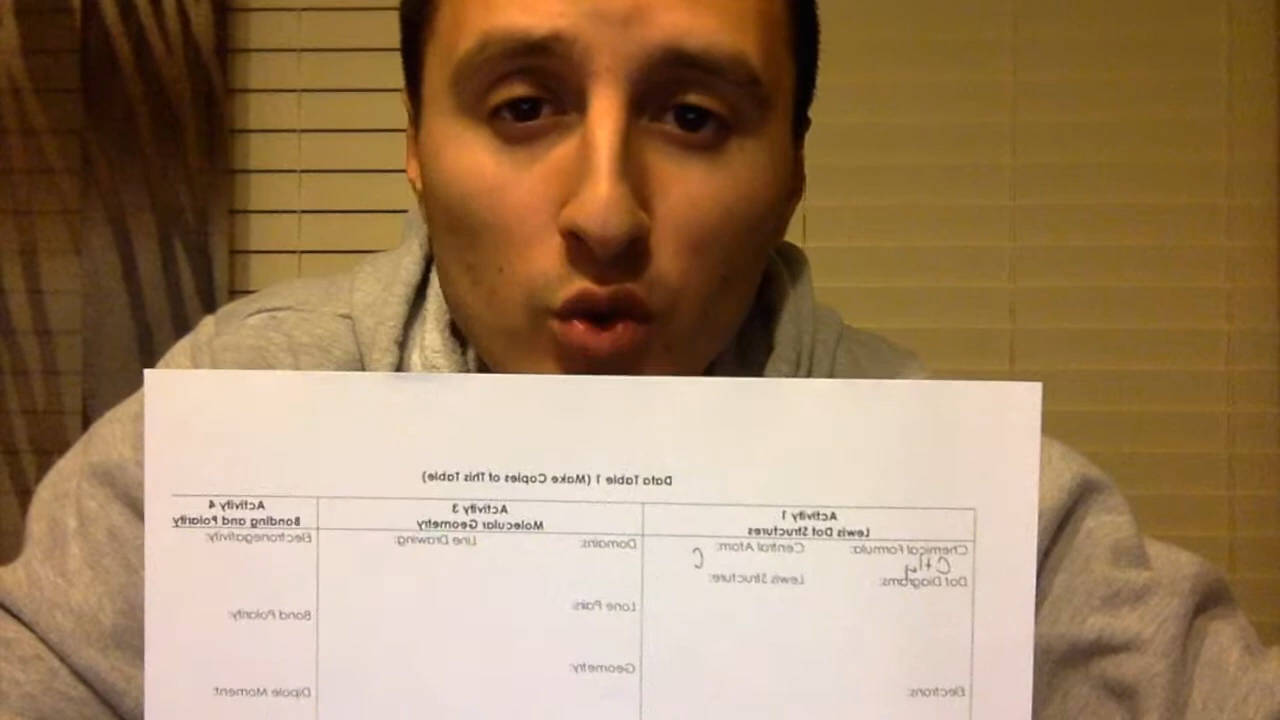 Data Table 1 (Make Copies of This Table)
Activity 1
Lewis Dot Structures
Activity 3
Molecular Geometry
Activity 4
Bonding and Polarity
Chemical Formula:
CH4
Central Atom:
C
Dot Diagrams:
Lewis Structure:
Electrons:
Domains:
Line Drawing:
Lone Pairs:
Geometry:
Electronegativity:
Bond Polarity:
Dipole Moment: